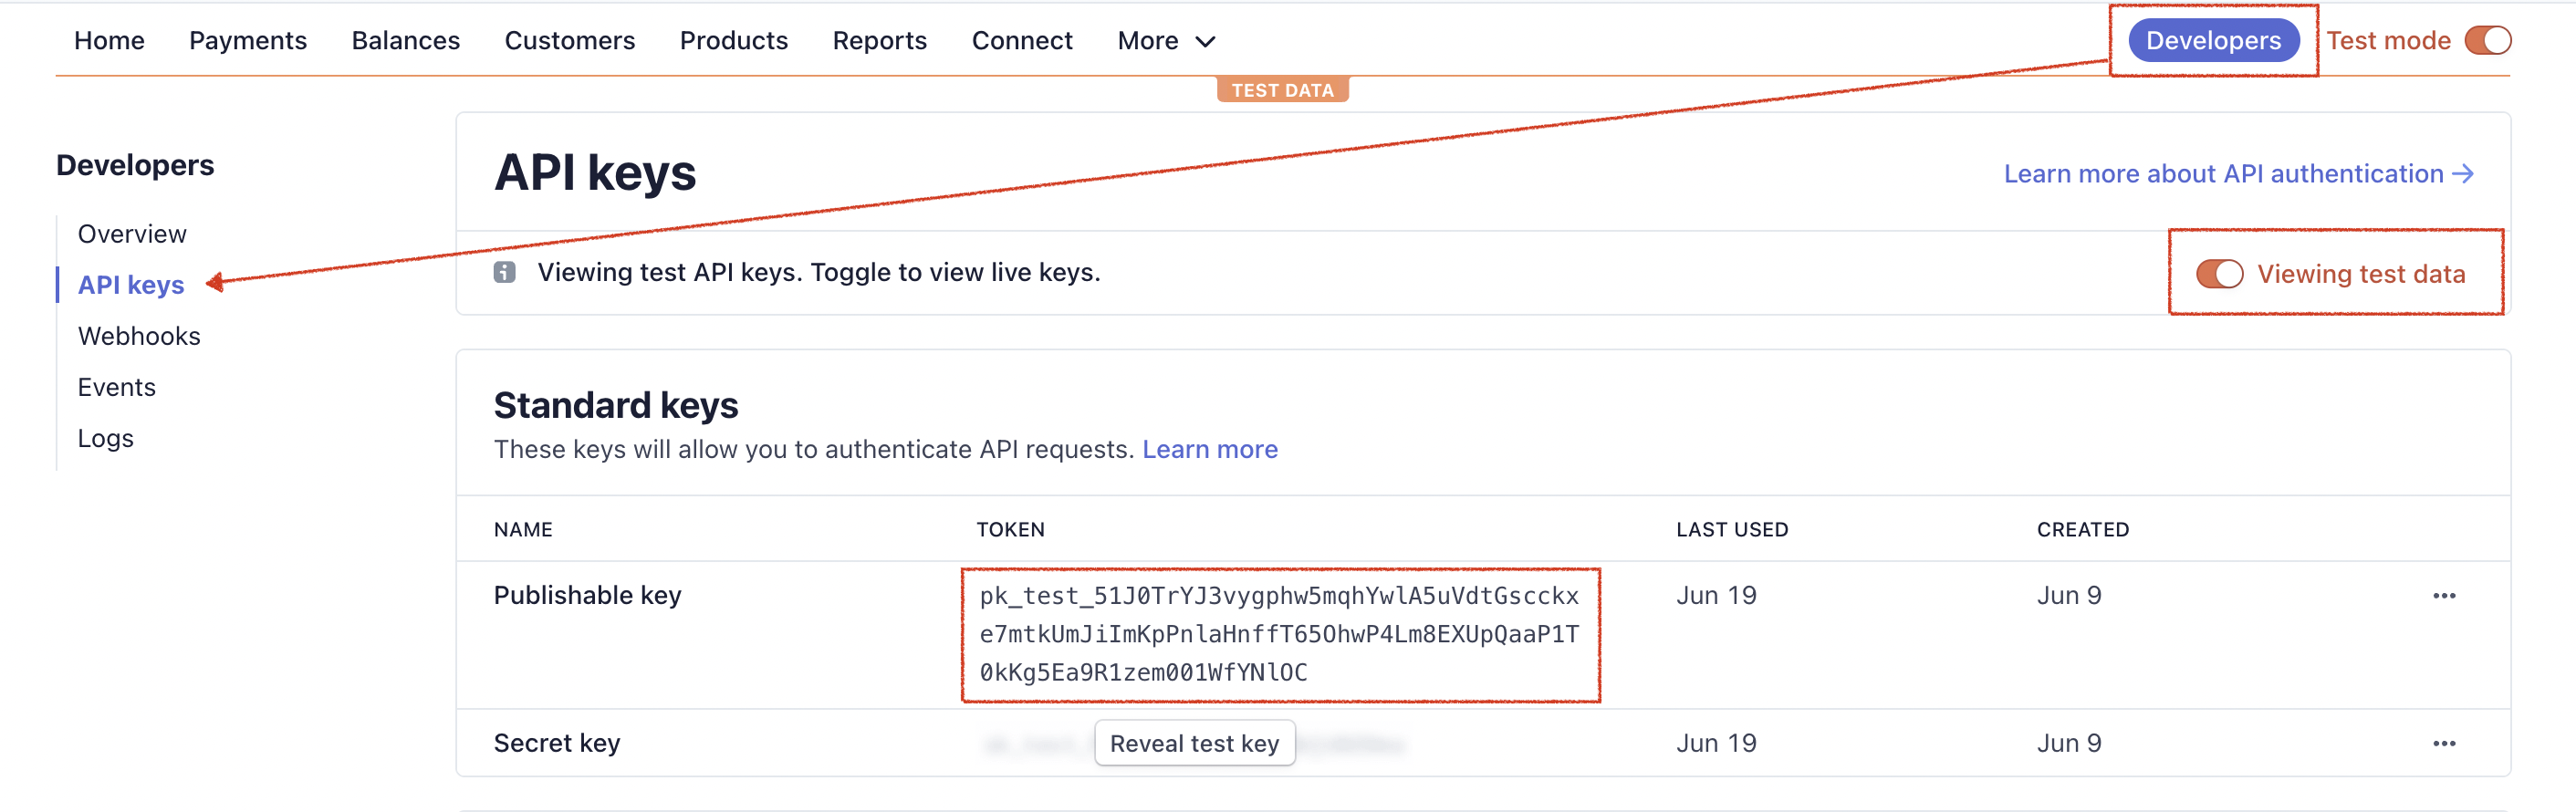 Home Payments Balances Customers Products Reports Connect More Developers Test mode
TEST DATA
Developers
Overview
API keys
Webhooks
Events
Logs
API keys
Learn more about API authentication →
Viewing test API keys. Toggle to view live keys.
Viewing test data
Standard keys
These keys will allow you to authenticate API requests. Learn more
NAME TOKEN LAST USED CREATED
Publishable key pk_test_51J0TrYJ3vygphw5mqhYwlA5uVdtGscckx Jun 19 Jun 9 •••
e7mtkUmJiImKpPnlaHnffT65OhwP4Lm8EXUpQaaP1T
0kKg5Ea9R1zem001WfYNlOC
Secret key Reveal test key Jun 19 Jun 9 •••